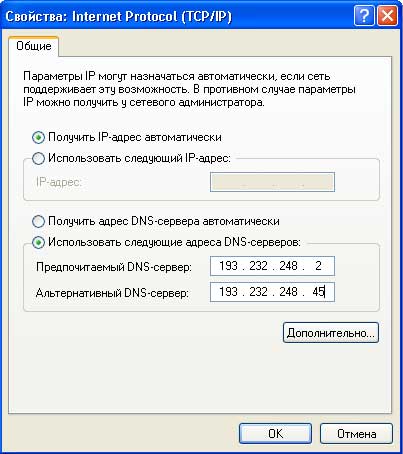 Свойства: Internet Protocol (TCP/IP)
Общие
Параметры IP могут назначаться автоматически, если сеть
поддерживает эту возможность. В противном случае параметры
IP можно получить у сетевого администратора.
Получить IP-адрес автоматически
Использовать следующий IP-адрес:
IP-адрес:
Получить адрес DNS-сервера автоматически
Использовать следующие адреса DNS-серверов:
Предпочитаемый DNS-сервер: 193 . 232 . 248 . 2
Альтернативный DNS-сервер: 193 . 232 . 248 . 45
Дополнительно...
OK Отмена